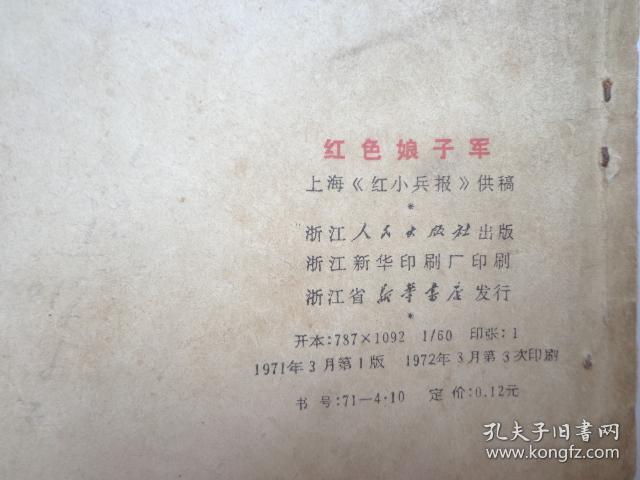 红色娘子军
上海《红小兵报》供稿
*
浙江人民出版社出版
浙江新华印刷厂印刷
浙江省新华书店发行
*
开本:787×1092 1/60 印张:1
1971年3月第1版 1972年3月第3次印刷
书号:71—4·10 定价:0.12元
孔夫子旧书网
www.kongfz.com